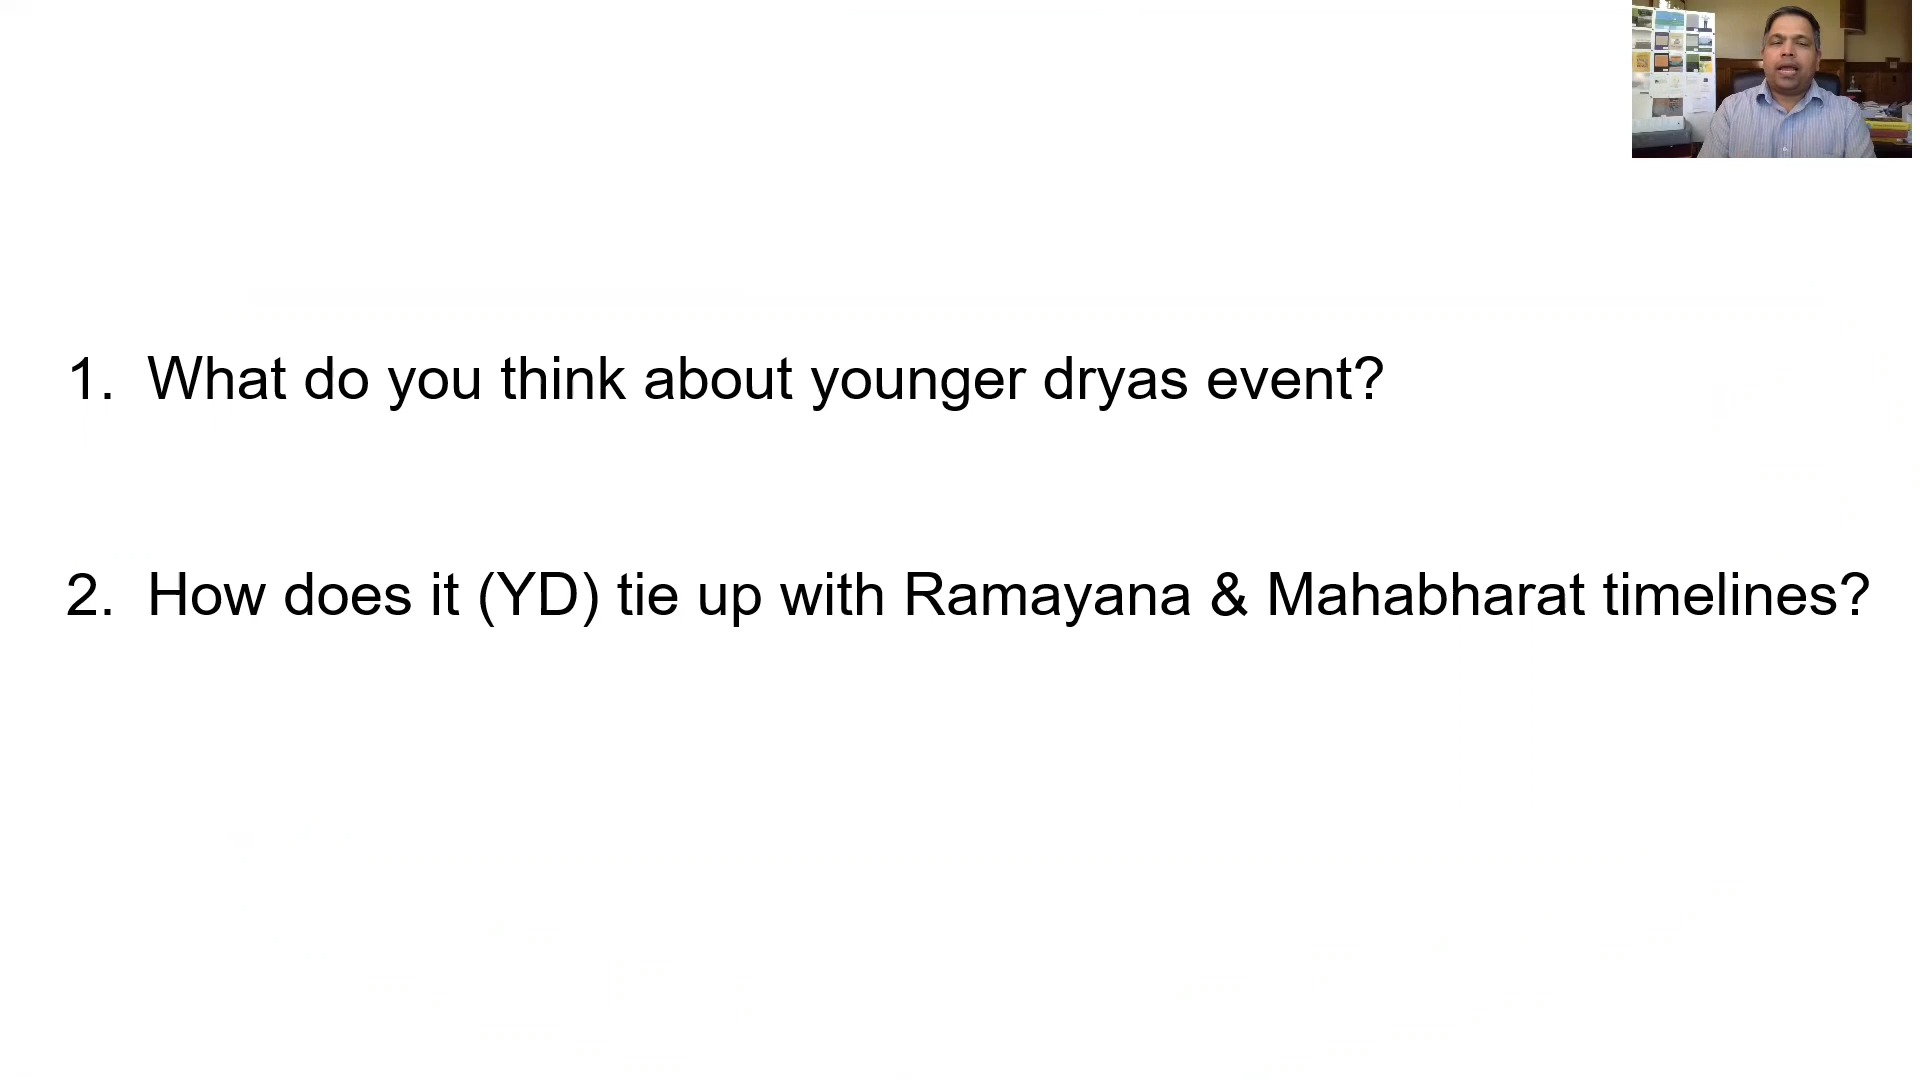 1. What do you think about younger dryas event?
2. How does it (YD) tie up with Ramayana & Mahabharat timelines?